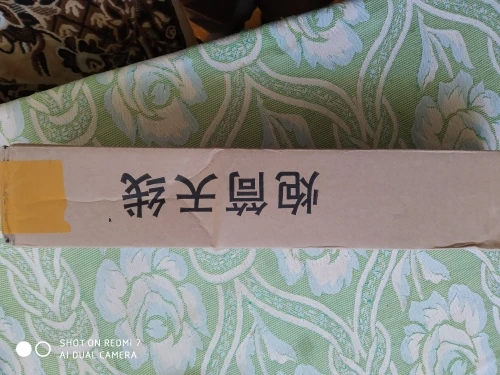 炮筒天线
SHOT ON REDMI 7
AI DUAL CAMERA